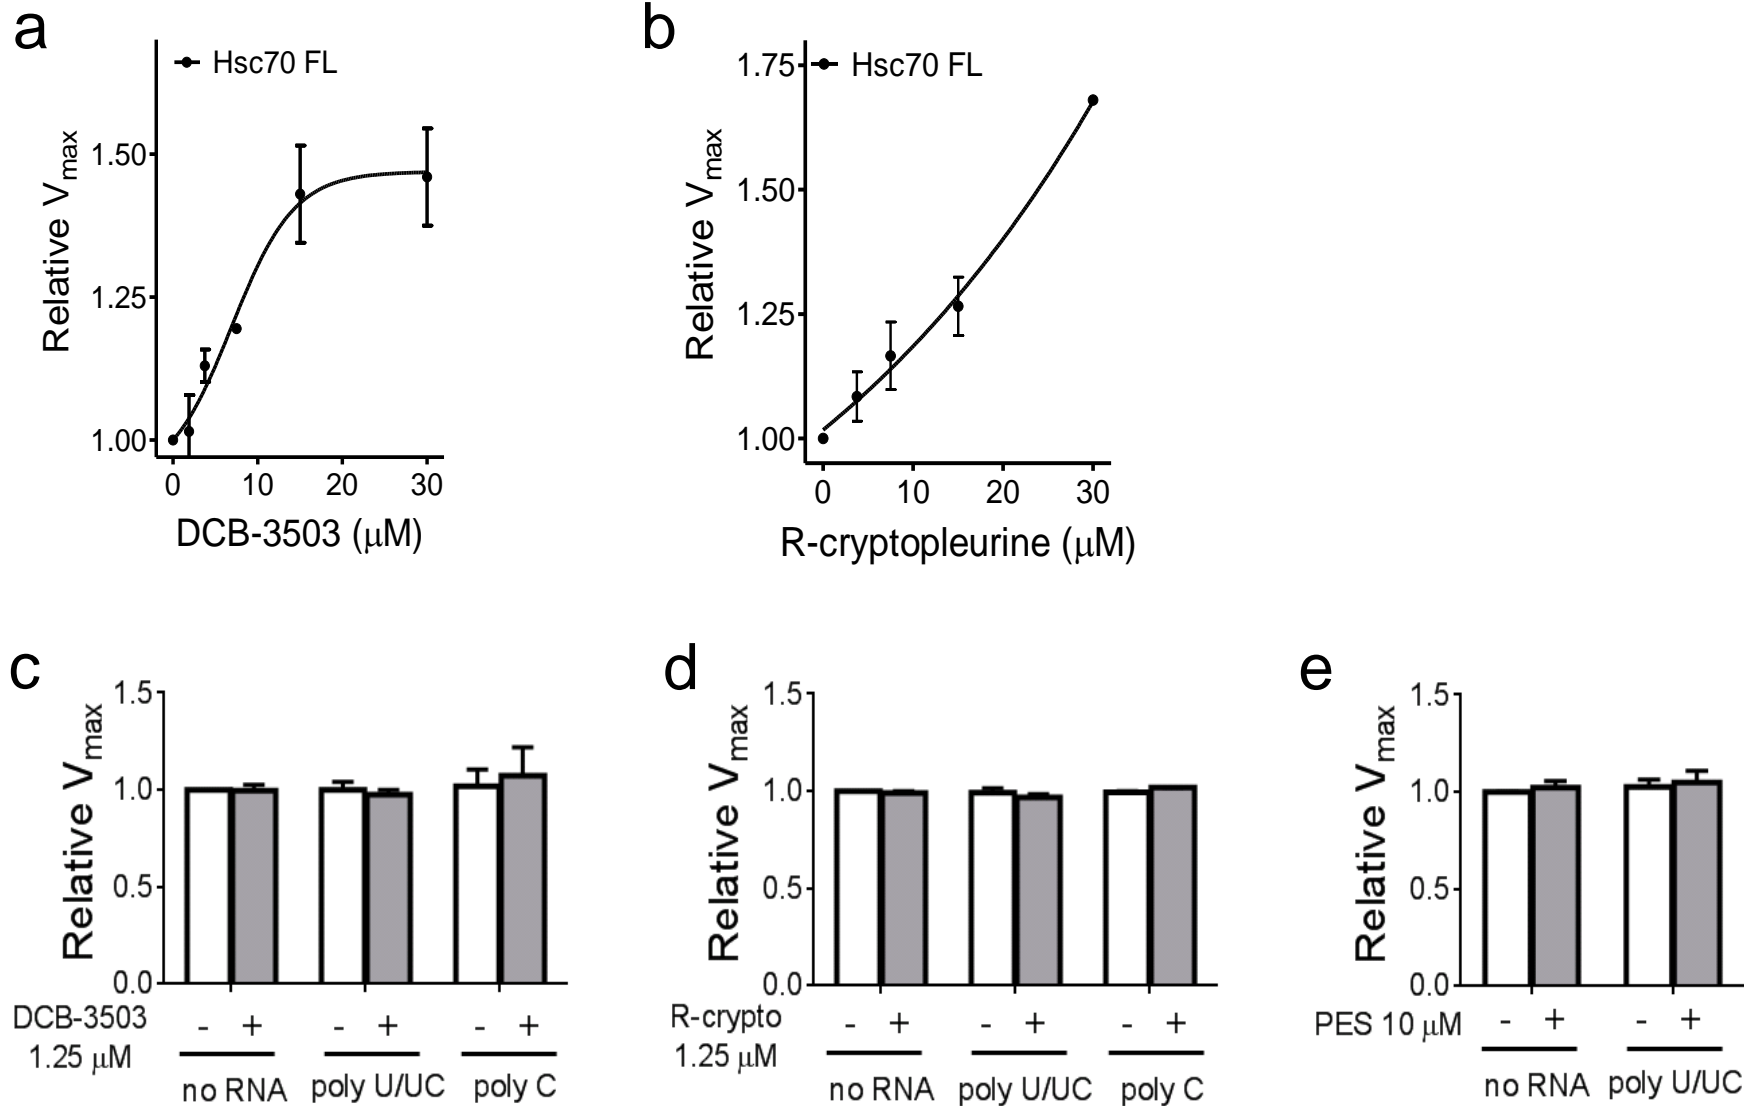 a
Hsc70 FL
Relative Vmax
1.50
1.25
1.00
0 10 20 30
DCB-3503 (μM)
b
Hsc70 FL
Relative Vmax
1.75
1.50
1.25
1.00
0 10 20 30
R-cryptopleurine (μM)
c
Relative Vmax
1.5
1.0
0.5
0.0
DCB-3503 - + - + - +
1.25 μM
no RNA poly U/UC poly C
d
Relative Vmax
1.5
1.0
0.5
0.0
R-crypto - + - + - +
1.25 μM
no RNA poly U/UC poly C
e
Relative Vmax
1.5
1.0
0.5
0.0
PES 10 μM - + - +
no RNA poly U/UC